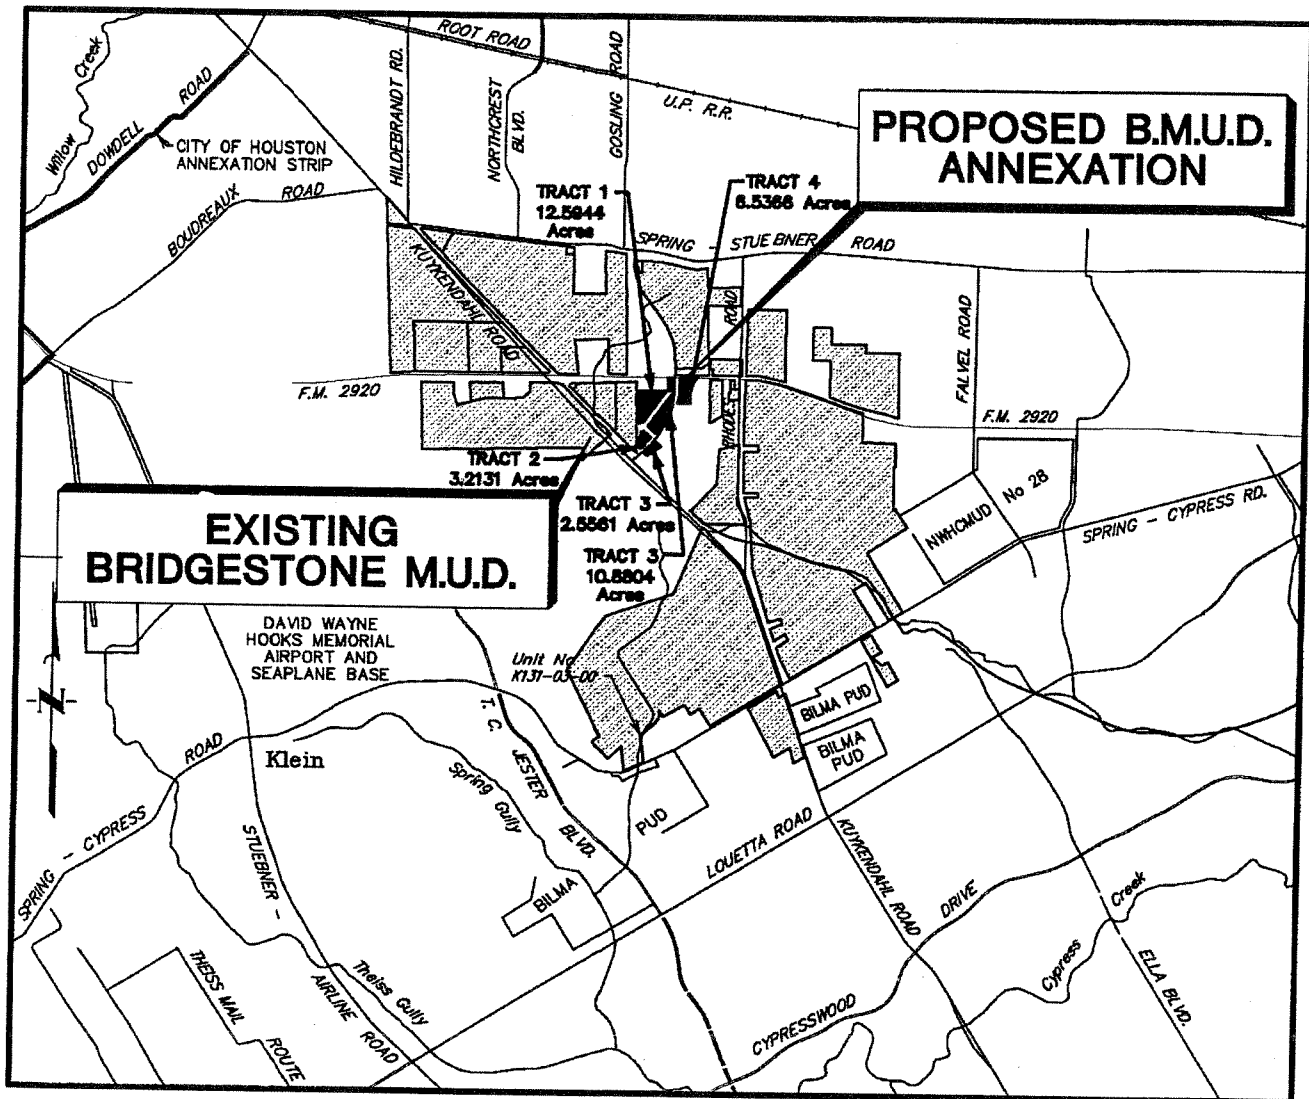 ROOT ROAD
Willow Creek
DOWDELL ROAD
CITY OF HOUSTON
ANNEXATION STRIP
HILDEBRANDT RD.
NORTHCREST
BLVD.
GOSLING ROAD
U.P. R.R.
PROPOSED B.M.U.D.
ANNEXATION
BOUDREAUX ROAD
TRACT 1
12.5944
Acres
TRACT 4
6.5366 Acres
SPRING - STUEBNER ROAD
KUYKENDAHL ROAD
ROAD
FALVEL ROAD
F.M. 2920
F.M. 2920
TRACT 2
3.2131 Acres
TRACT 3
2.5561 Acres
TRACT 3
Acres
NWHCMUD No 28
SPRING - CYPRESS RD.
EXISTING
BRIDGESTONE M.U.D.
DAVID WAYNE
HOOKS MEMORIAL
AIRPORT AND
SEAPLANE BASE
Unit No
K131-03-00
N
BILMA PUD
BILMA
PUD
SPRING - CYPRESS ROAD
Klein
T. C. JESTER BLVD.
Spring Gully
PUD
BILMA
LOUETTA ROAD
KUYKENDAHL ROAD
STUEBNER -
AIRLINE ROAD
Theiss Gully
THEISS MAIL ROUTE
CYPRESSWOOD DRIVE
Cypress Creek
ELLA BLVD.